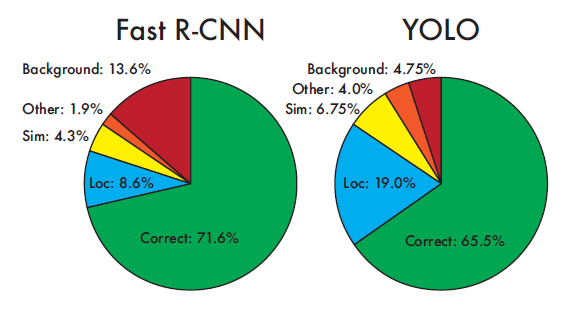 Fast R-CNN
Background: 13.6%
Other: 1.9%
Sim: 4.3%
Loc: 8.6%
Correct: 71.6%
YOLO
Background: 4.75%
Other: 4.0%
Sim: 6.75%
Loc: 19.0%
Correct: 65.5%